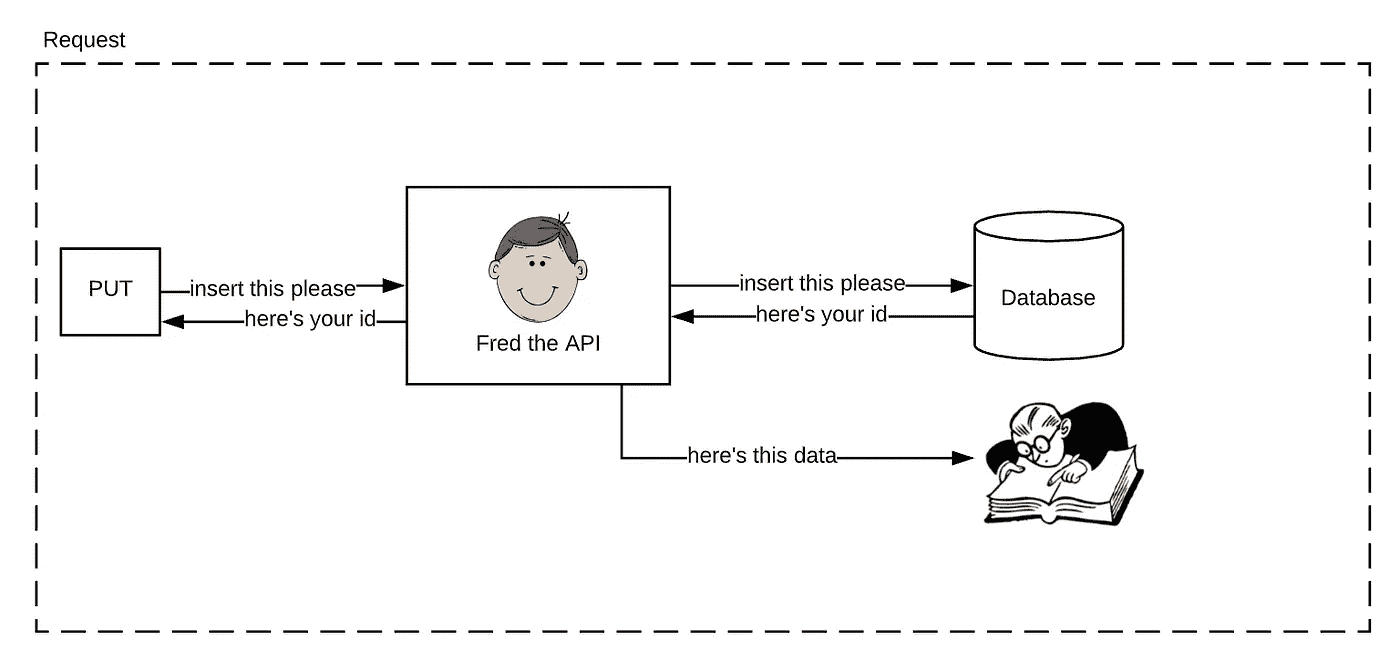 Request
PUT
insert this please
here's your id
Fred the API
insert this please
here's your id
Database
here's this data